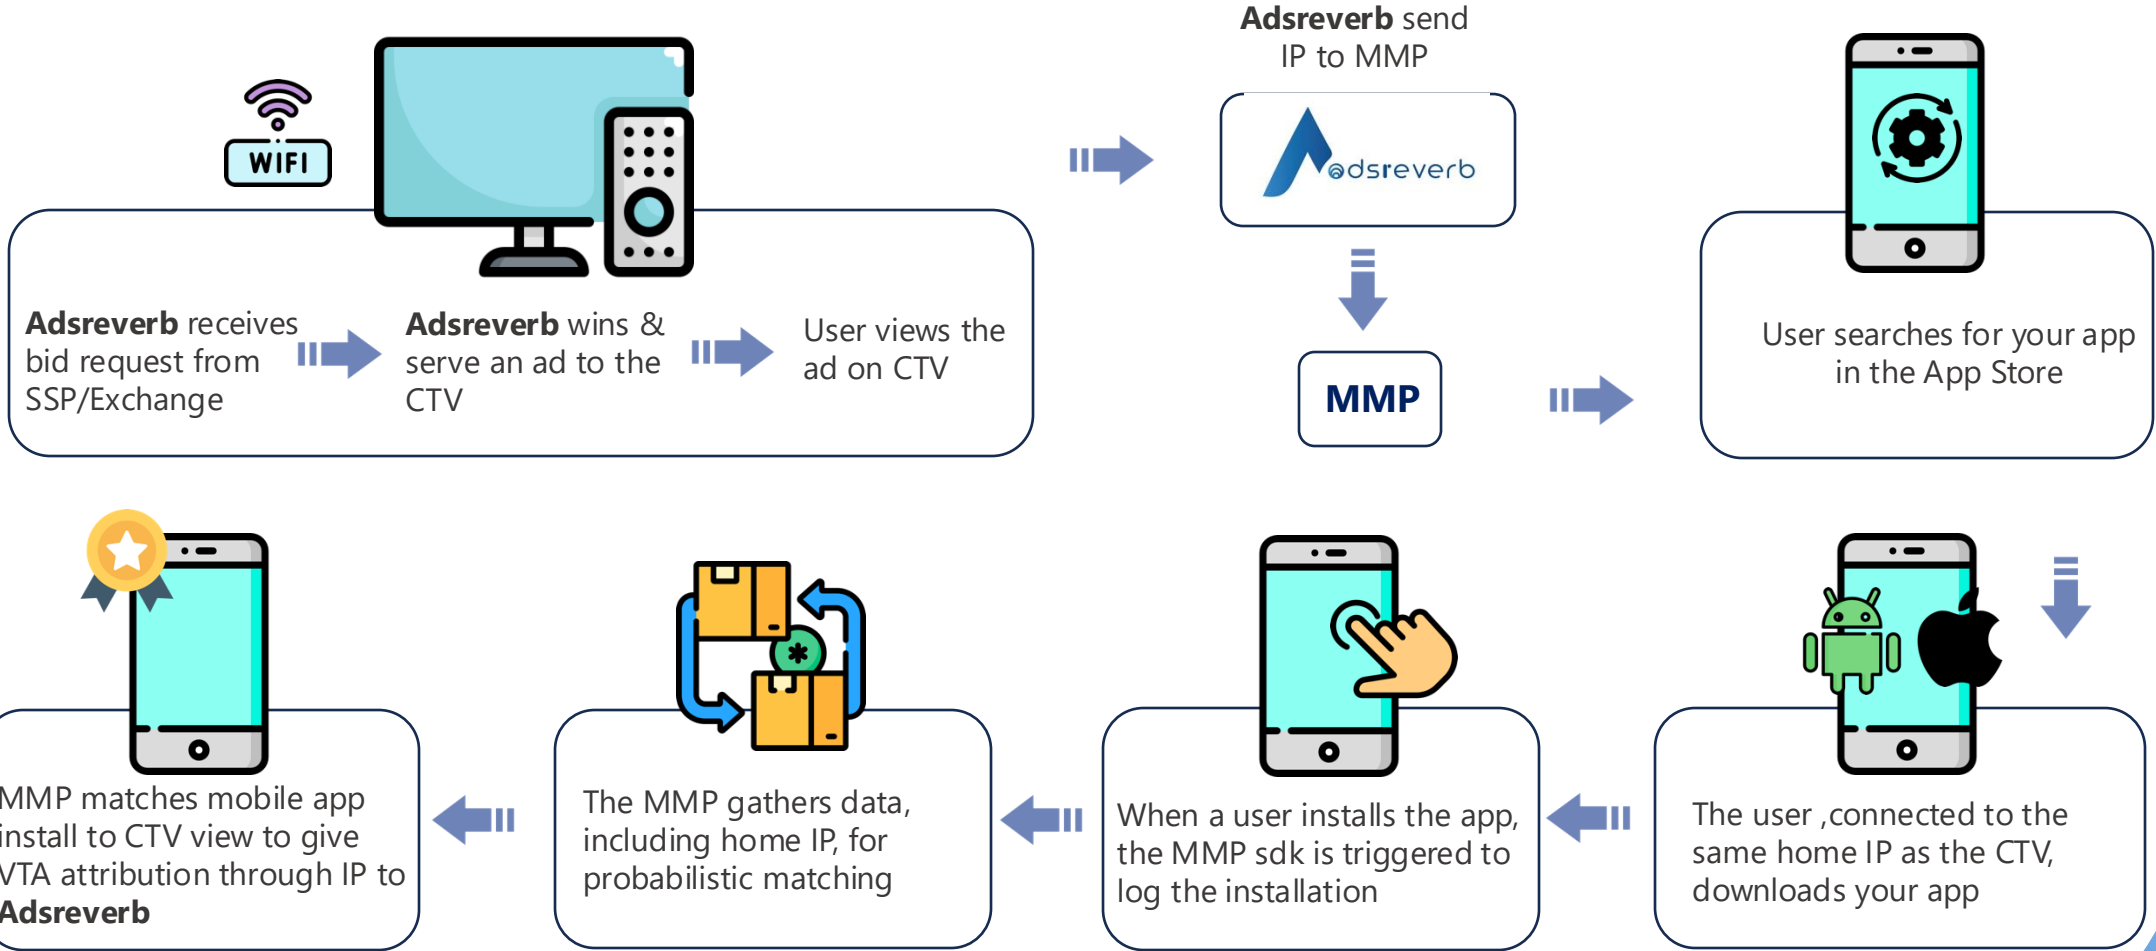 Adsreverb send
IP to MMP
WIFI
adsreverb
Adsreverb receives
bid request from
SSP/Exchange
Adsreverb wins &
serve an ad to the
CTV
User views the
ad on CTV
MMP
User searches for your app
in the App Store
The user ,connected to the
same home IP as the CTV,
downloads your app
When a user installs the app,
the MMP sdk is triggered to
log the installation
The MMP gathers data,
including home IP, for
probabilistic matching
MMP matches mobile app
install to CTV view to give
VTA attribution through IP to
Adsreverb